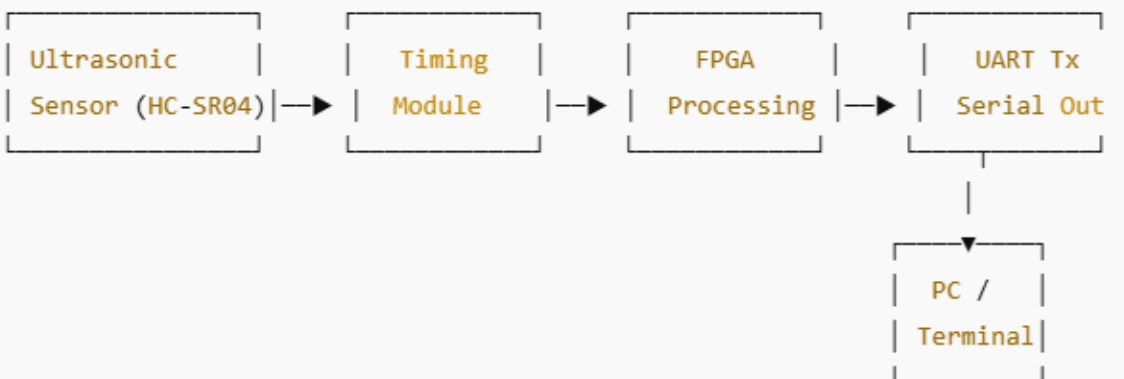 Ultrasonic
Sensor (HC-SR04)
Timing
Module
FPGA
Processing
UART Tx
Serial Out
PC /
Terminal